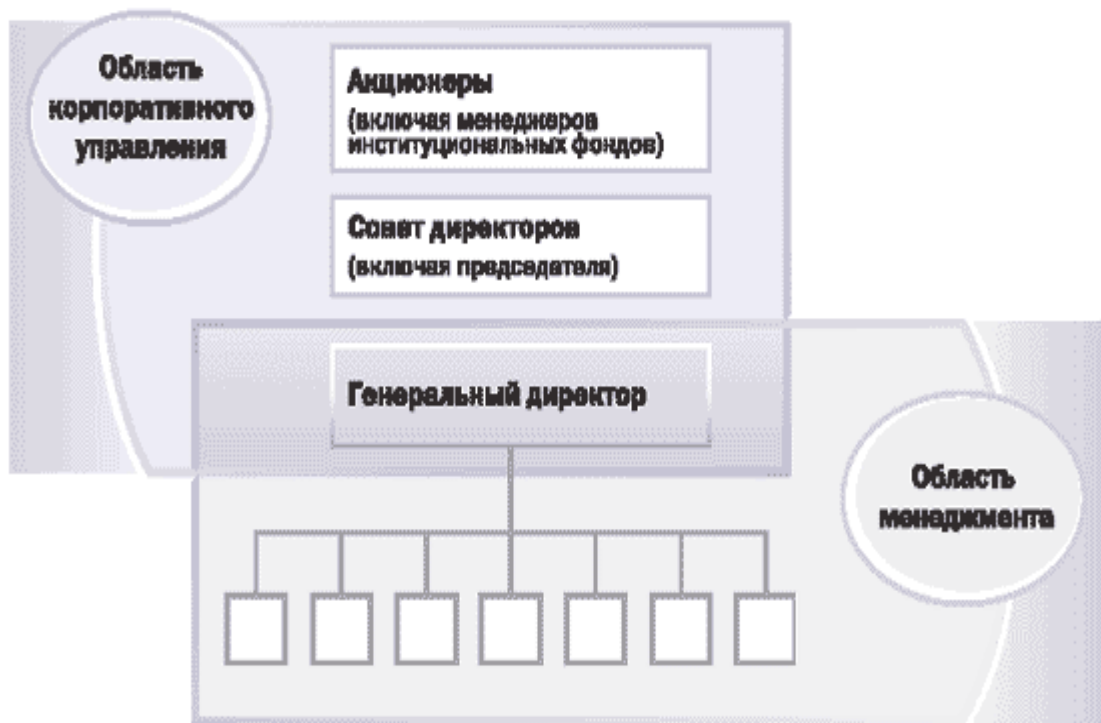 Область
корпоративного
управления
Акционеры
(включая менеджеров
институциональных фондов)
Совет директоров
(включая председателя)
Генеральный директор
Область
менеджмента